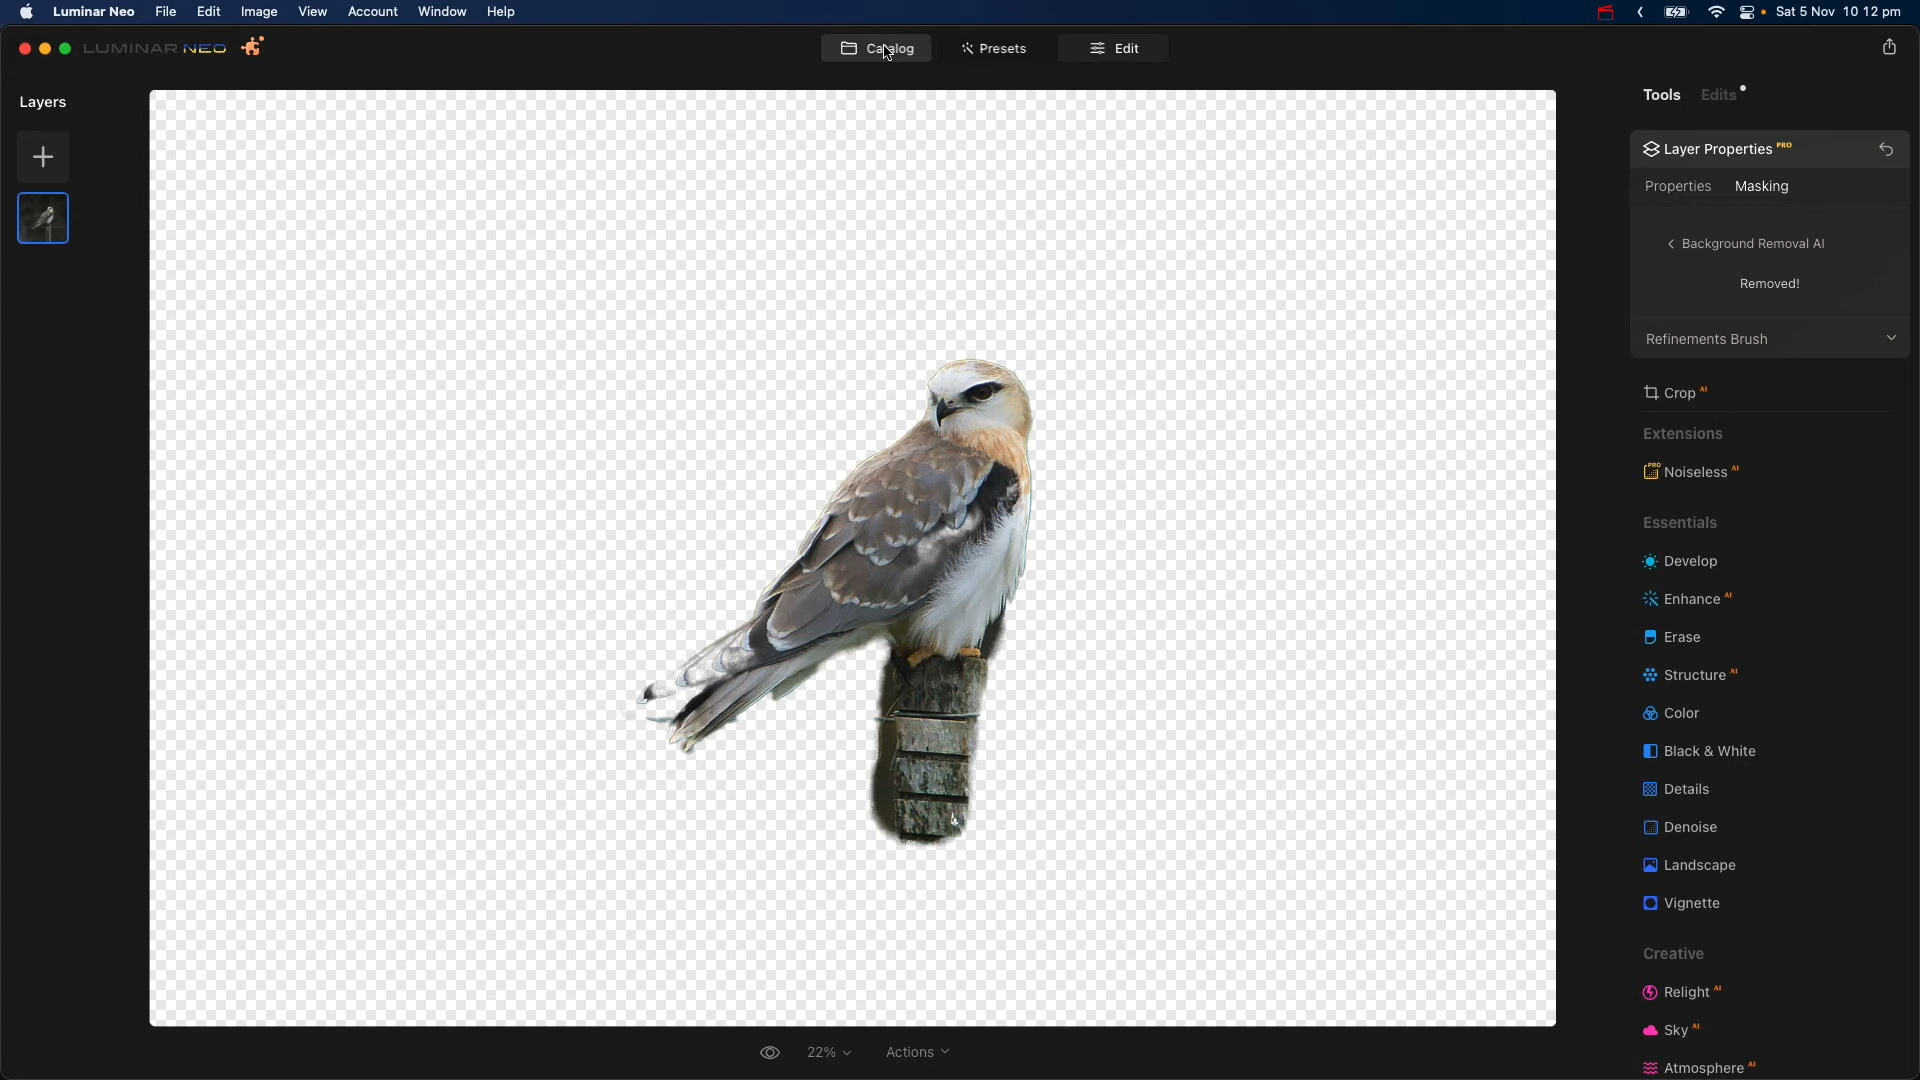 Luminar Neo File Edit Image View Account Window Help Sat 5 Nov 10 12 pm
LUMINAR NEO Catalog Presets Edit
Layers
Tools Edits
Layer Properties PRO
Properties Masking
Background Removal AI
Removed!
Refinements Brush
Crop AI
Extensions
PRO Noiseless AI
Essentials
Develop
Enhance AI
Erase
Structure AI
Color
Black & White
Details
Denoise
Landscape
Vignette
Creative
Relight AI
Sky AI
Atmosphere AI
22% Actions